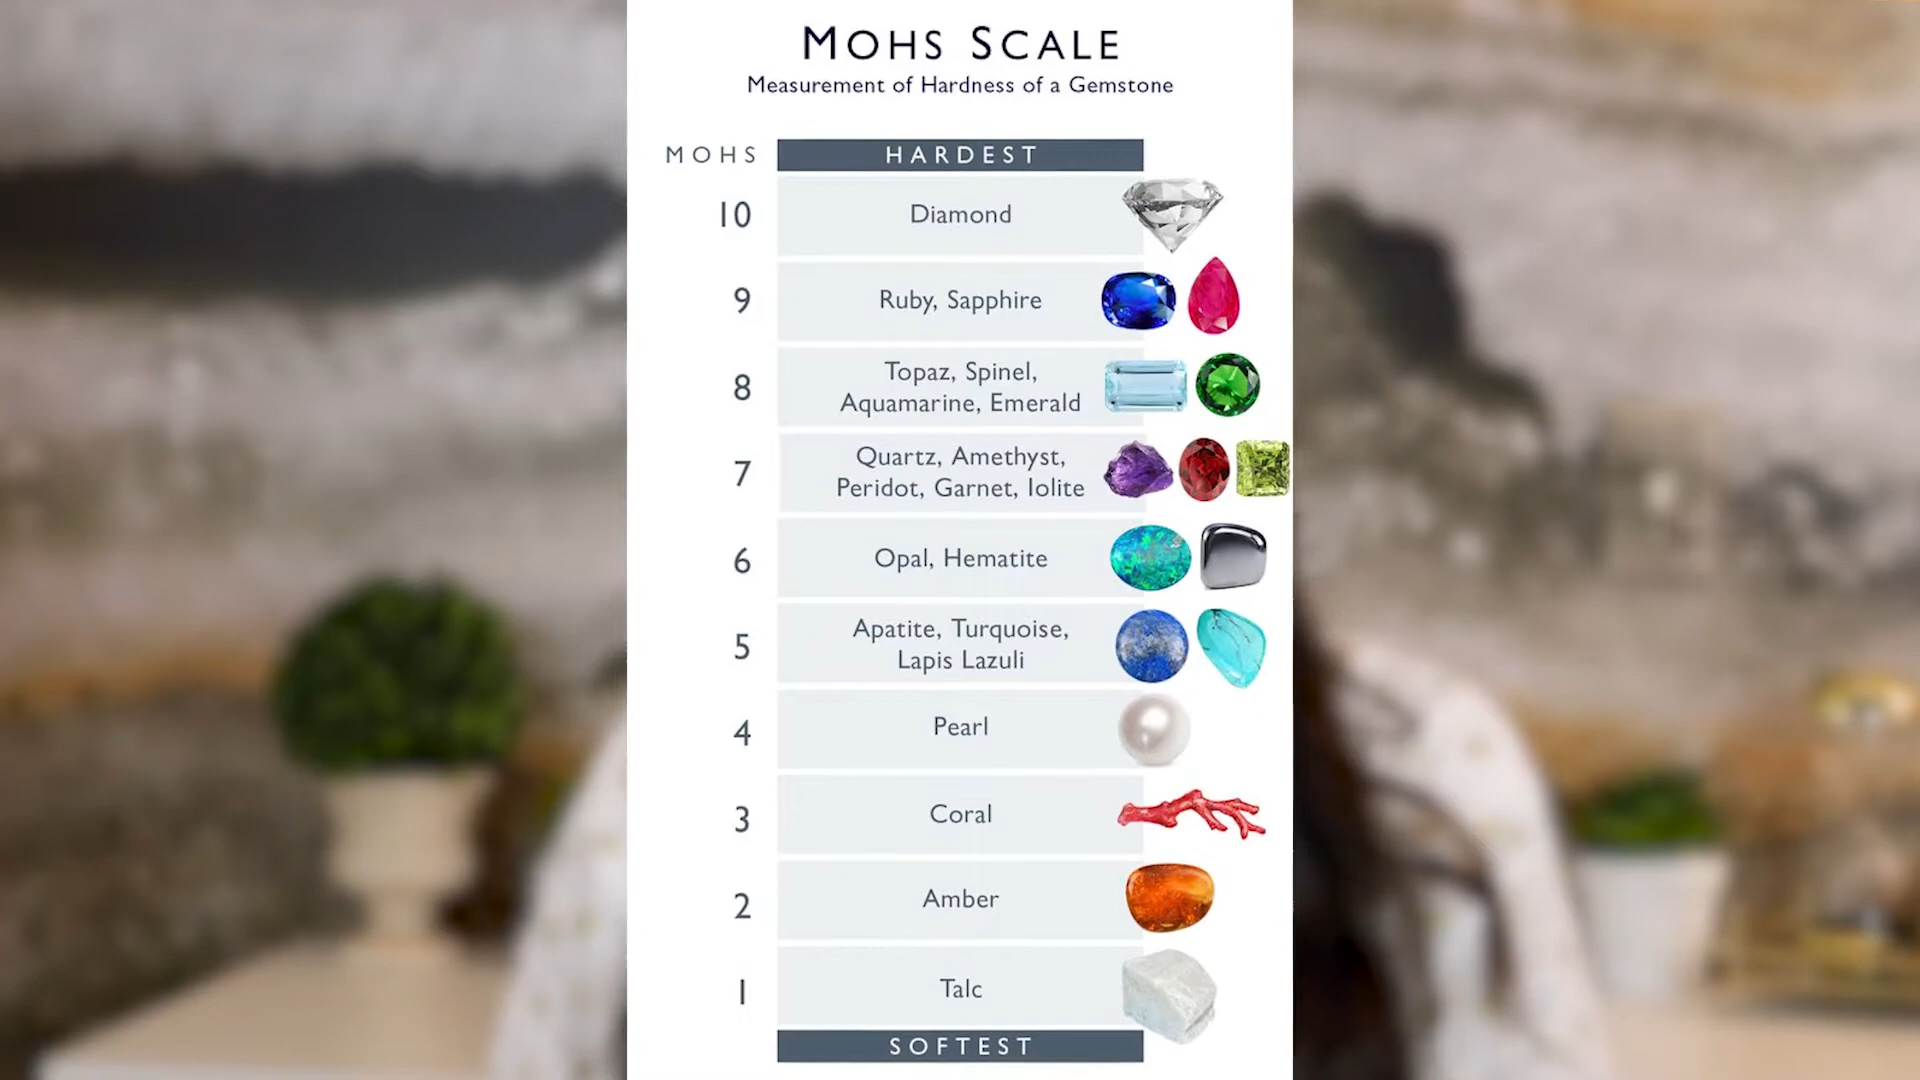 MOHS SCALE
Measurement of Hardness of a Gemstone
MOHS HARDEST
10 Diamond
9 Ruby, Sapphire
8 Topaz, Spinel,
Aquamarine, Emerald
7 Quartz, Amethyst,
Peridot, Garnet, Iolite
6 Opal, Hematite
5 Apatite, Turquoise,
Lapis Lazuli
4 Pearl
3 Coral
2 Amber
1 Talc
SOFTEST